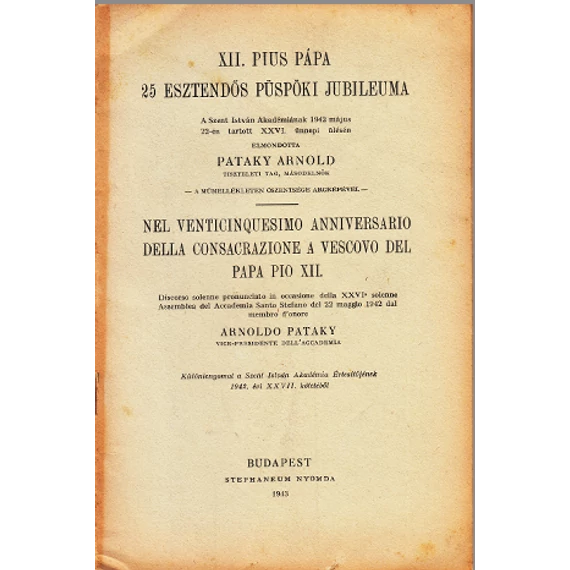 XII. PIUS PÁPA
25 ESZTENDŐS PÜSPÖKI JUBILEUMA
A Szent István Akadémiának 1942 május
22-én tartott XXVI. ünnepi ülésén
ELMONDOTTA
PATAKY ARNOLD
TISZTELETI TAG, MÁSODELNÖK
— A MŰMELLÉKLETEN ŐSZENTSÉGE ARCKÉPÉVEL —
NEL VENTICINQUESIMO ANNIVERSARIO
DELLA CONSACRAZIONE A VESCOVO DEL
PAPA PIO XII.
Discorso solenne pronunciato in occasione della XXVIª solenne
Assemblea del Accademia Santo Stefano del 22 maggio 1942 dal
membro d'onore
ARNOLDO PATAKY
VICE-PRESIDENTE DELL'ACCADEMIA
Különlenyomat a Szent István Akadémia Értesítőjének
1942. évi XXVII. kötetéből
BUDAPEST
STEPHANEUM NYOMDA
1943